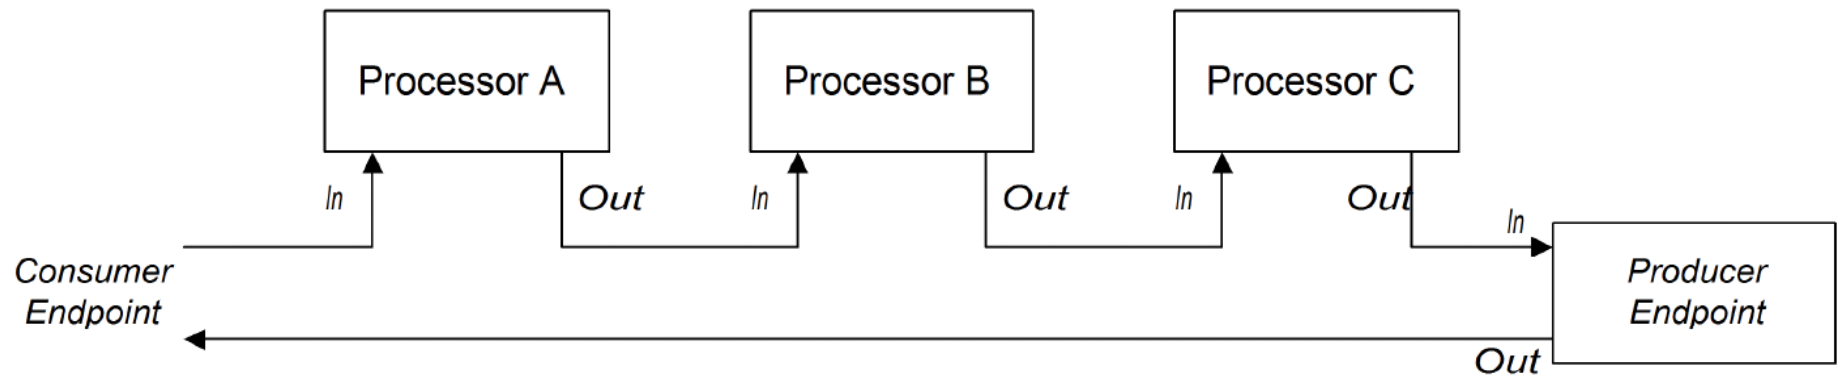 Processor A
Processor B
Processor C
In
Out
In
Out
In
Out
In
Consumer
Endpoint
Producer
Endpoint
Out